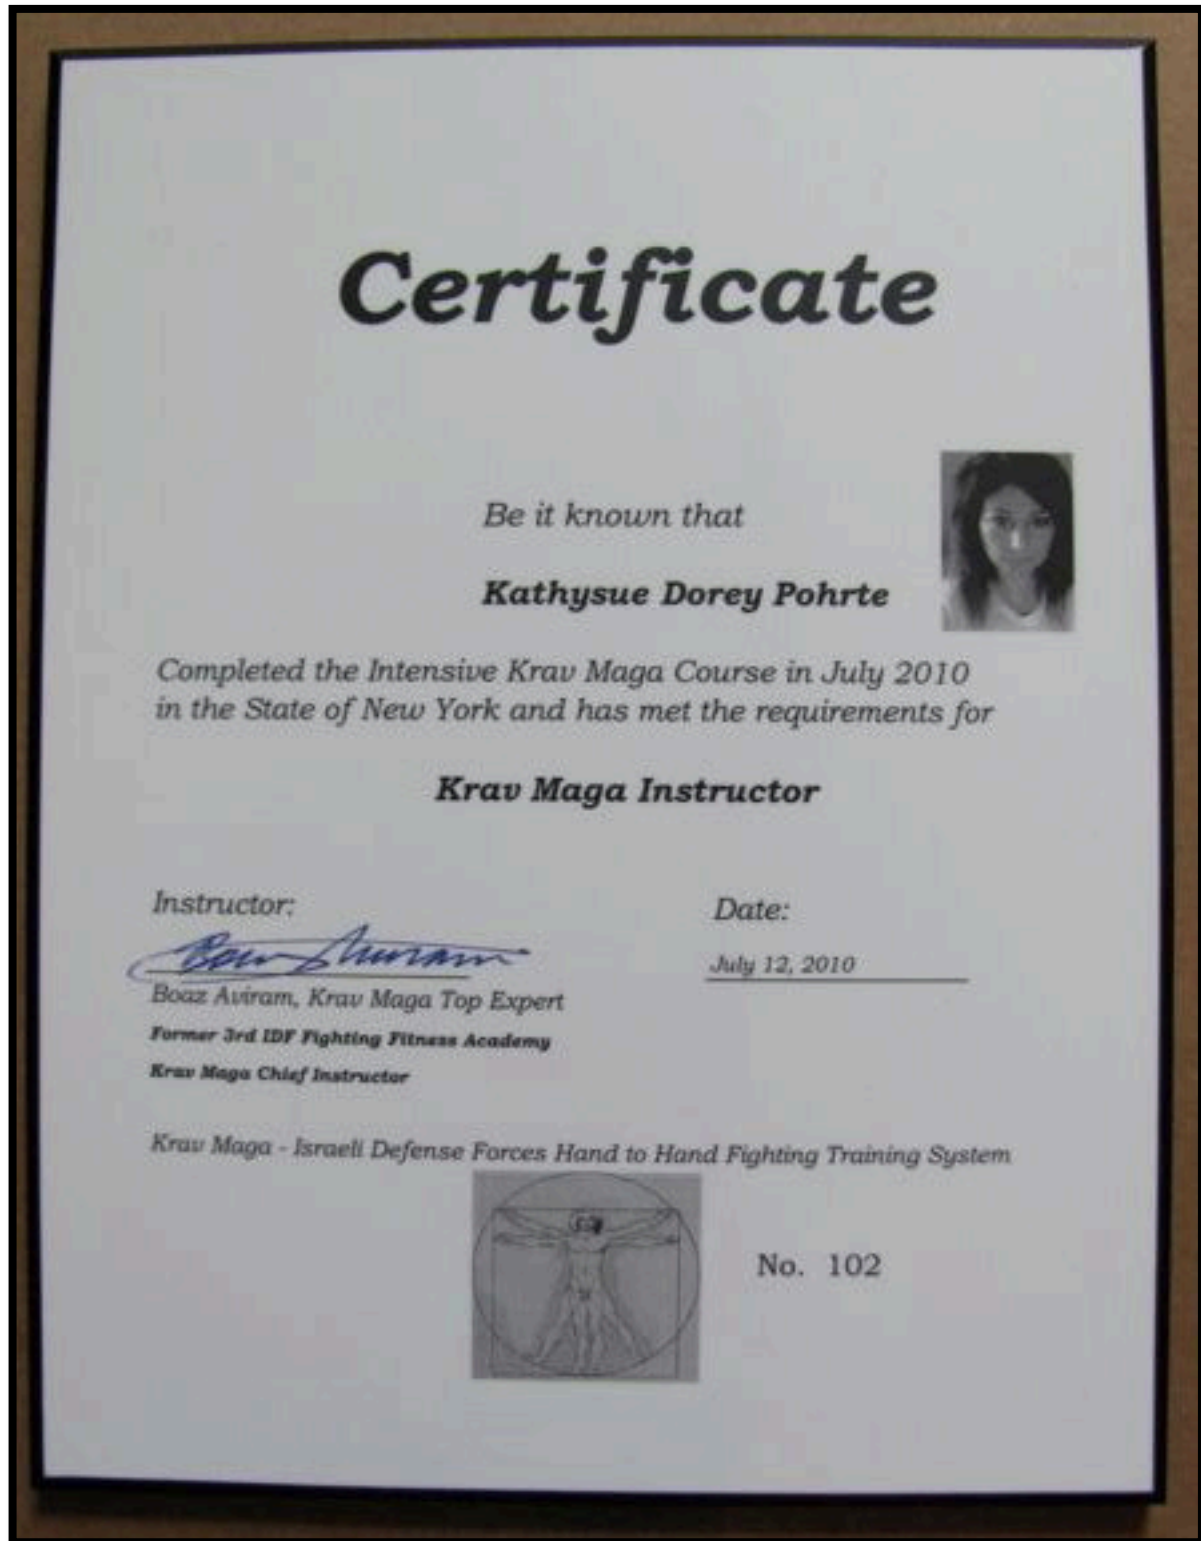 Certificate
Be it known that
Kathysue Dorey Pohrte
Completed the Intensive Krav Maga Course in July 2010
in the State of New York and has met the requirements for
Krav Maga Instructor
Instructor:
Boaz Aviram
Boaz Aviram, Krav Maga Top Expert
Former 3rd IDF Fighting Fitness Academy
Krav Maga Chief Instructor
Date:
July 12, 2010
Krav Maga - Israeli Defense Forces Hand to Hand Fighting Training System
No. 102